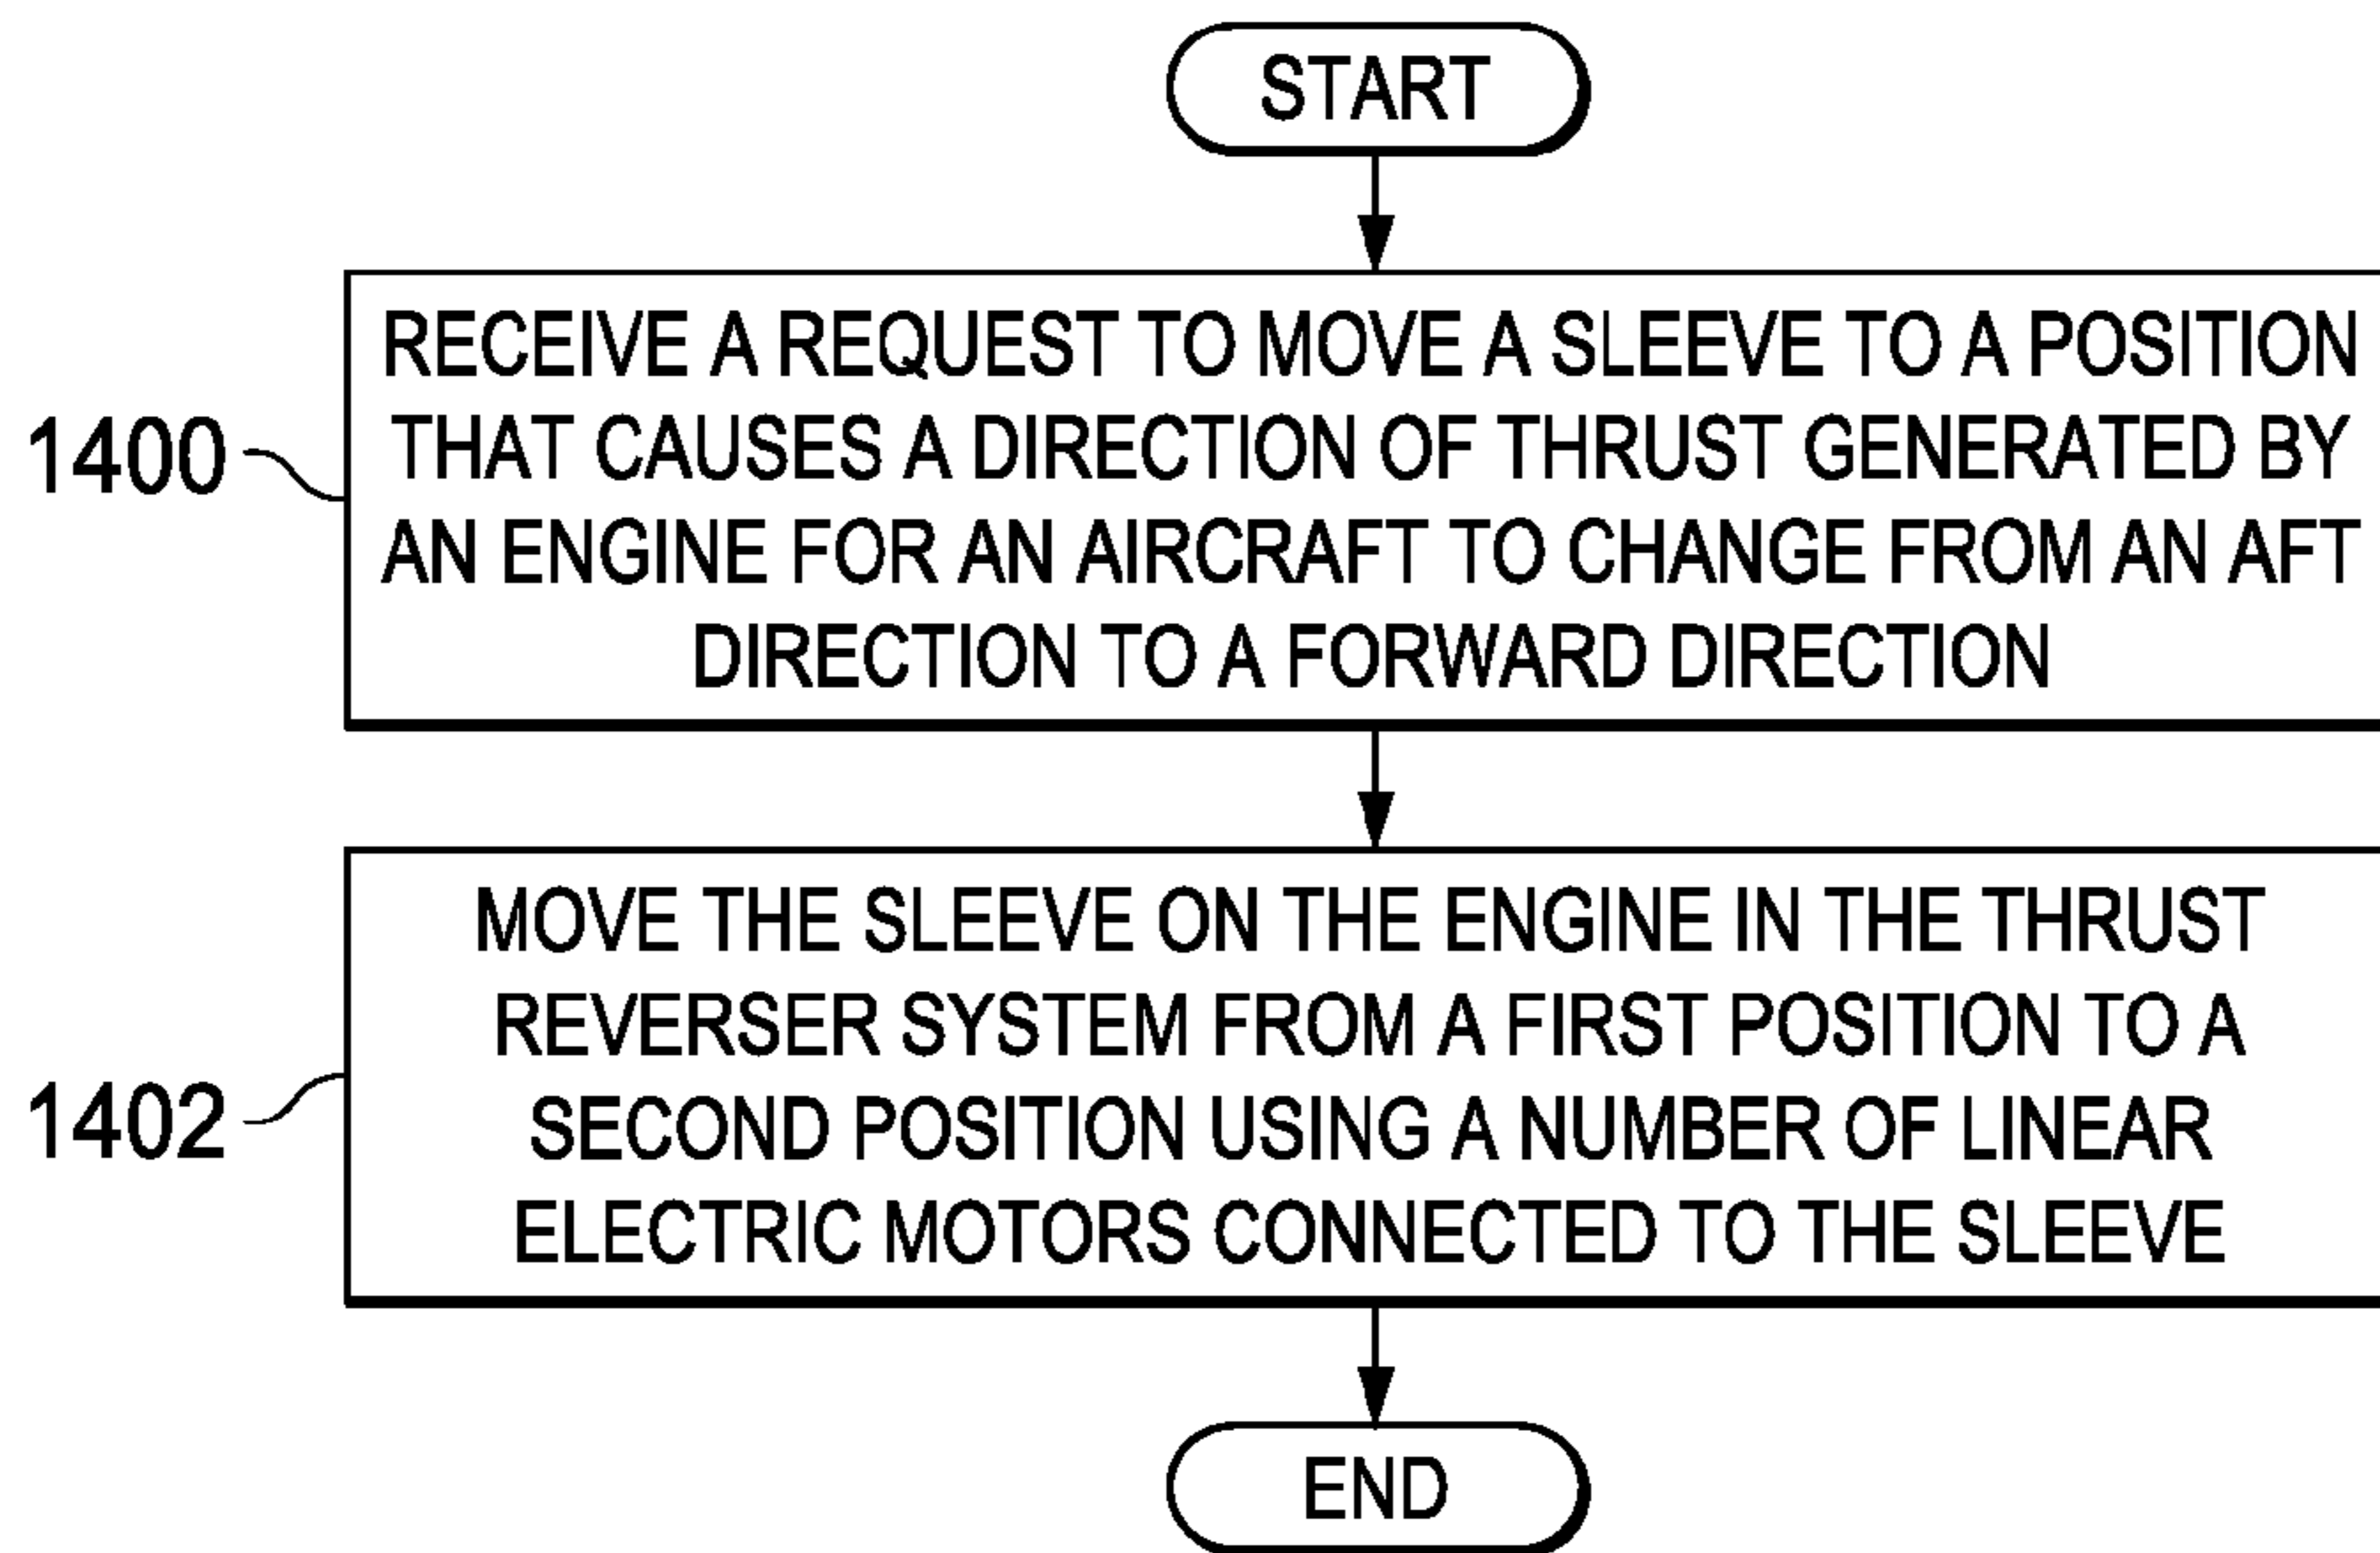 START
RECEIVE A REQUEST TO MOVE A SLEEVE TO A POSITION
THAT CAUSES A DIRECTION OF THRUST GENERATED BY
AN ENGINE FOR AN AIRCRAFT TO CHANGE FROM AN AFT
DIRECTION TO A FORWARD DIRECTION
1400
MOVE THE SLEEVE ON THE ENGINE IN THE THRUST
REVERSER SYSTEM FROM A FIRST POSITION TO A
SECOND POSITION USING A NUMBER OF LINEAR
ELECTRIC MOTORS CONNECTED TO THE SLEEVE
1402
END